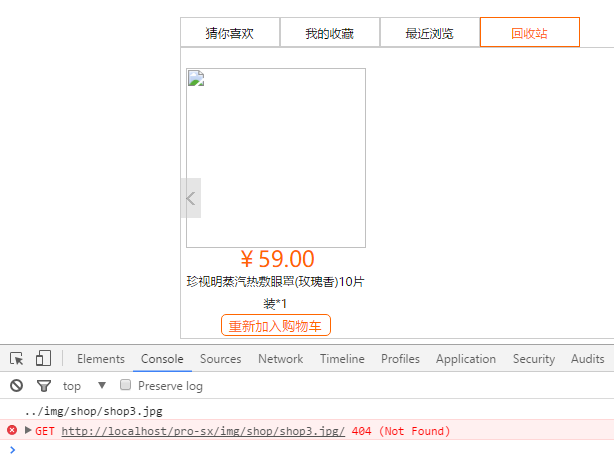 猜你喜欢 我的收藏 最近浏览 回收站
¥ 59.00
珍视明蒸汽热敷眼罩(玫瑰香)10片
装*1
重新加入购物车
Elements Console Sources Network Timeline Profiles Application Security Audits
top Preserve log
../img/shop/shop3.jpg
GET http://localhost/pro-sx/img/shop/shop3.jpg/ 404 (Not Found)